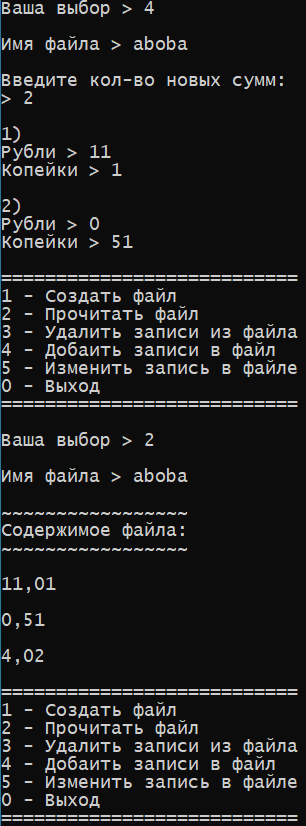 Ваша выбор > 4
Имя файла > aboba
Введите кол-во новых сумм:
> 2
1)
Рубли > 11
Копейки > 1
2)
Рубли > 0
Копейки > 51
===========================
1 - Создать файл
2 - Прочитать файл
3 - Удалить записи из файла
4 - Добаить записи в файл
5 - Изменить запись в файле
0 - Выход
===========================
Ваша выбор > 2
Имя файла > aboba
~~~~~~~~~~~~~~~~~
Содержимое файла:
~~~~~~~~~~~~~~~~~
11,01
0,51
4,02
===========================
1 - Создать файл
2 - Прочитать файл
3 - Удалить записи из файла
4 - Добаить записи в файл
5 - Изменить запись в файле
0 - Выход
===========================